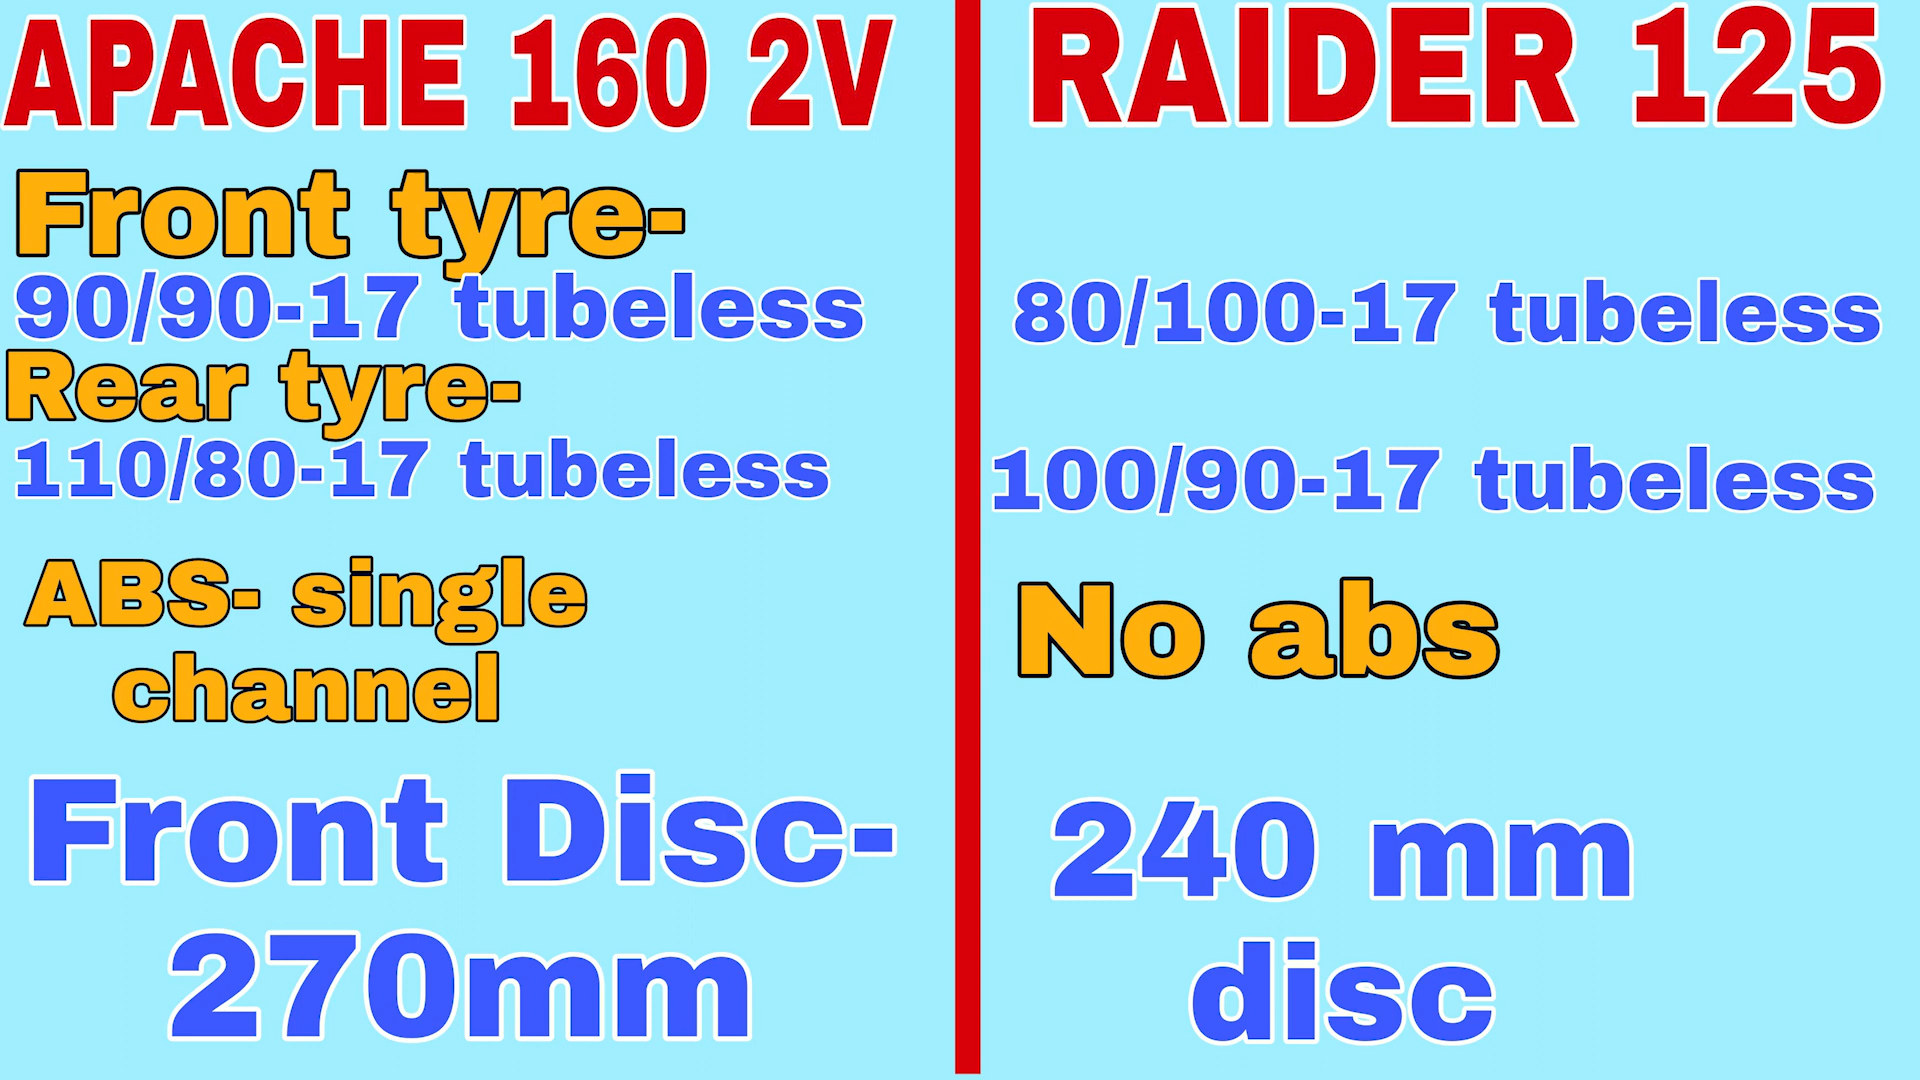 APACHE 160 2V
Front tyre-
90/90-17 tubeless
Rear tyre-
110/80-17 tubeless
ABS- single
channel
Front Disc-
270mm
RAIDER 125
80/100-17 tubeless
100/90-17 tubeless
No abs
240 mm
disc